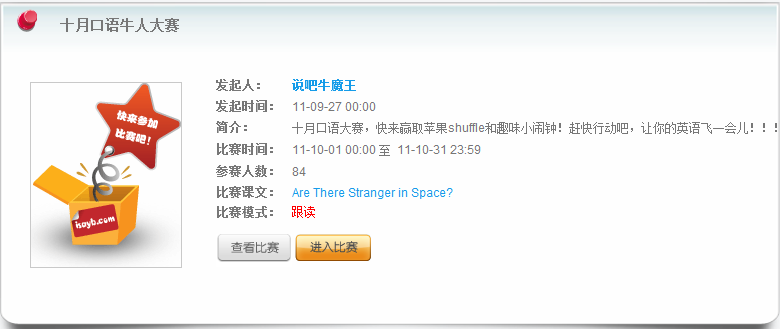 十月口语牛人大赛
快来参加
比赛吧！
发起人： 说吧牛魔王
发起时间： 11-09-27 00:00
简介： 十月口语大赛，快来赢取苹果shuffle和趣味小闹钟！赶快行动吧，让你的英语飞一会儿！！！
比赛时间： 11-10-01 00:00 至 11-10-31 23:59
参赛人数： 84
比赛课文： Are There Stranger in Space?
比赛模式： 跟读
查看比赛 进入比赛